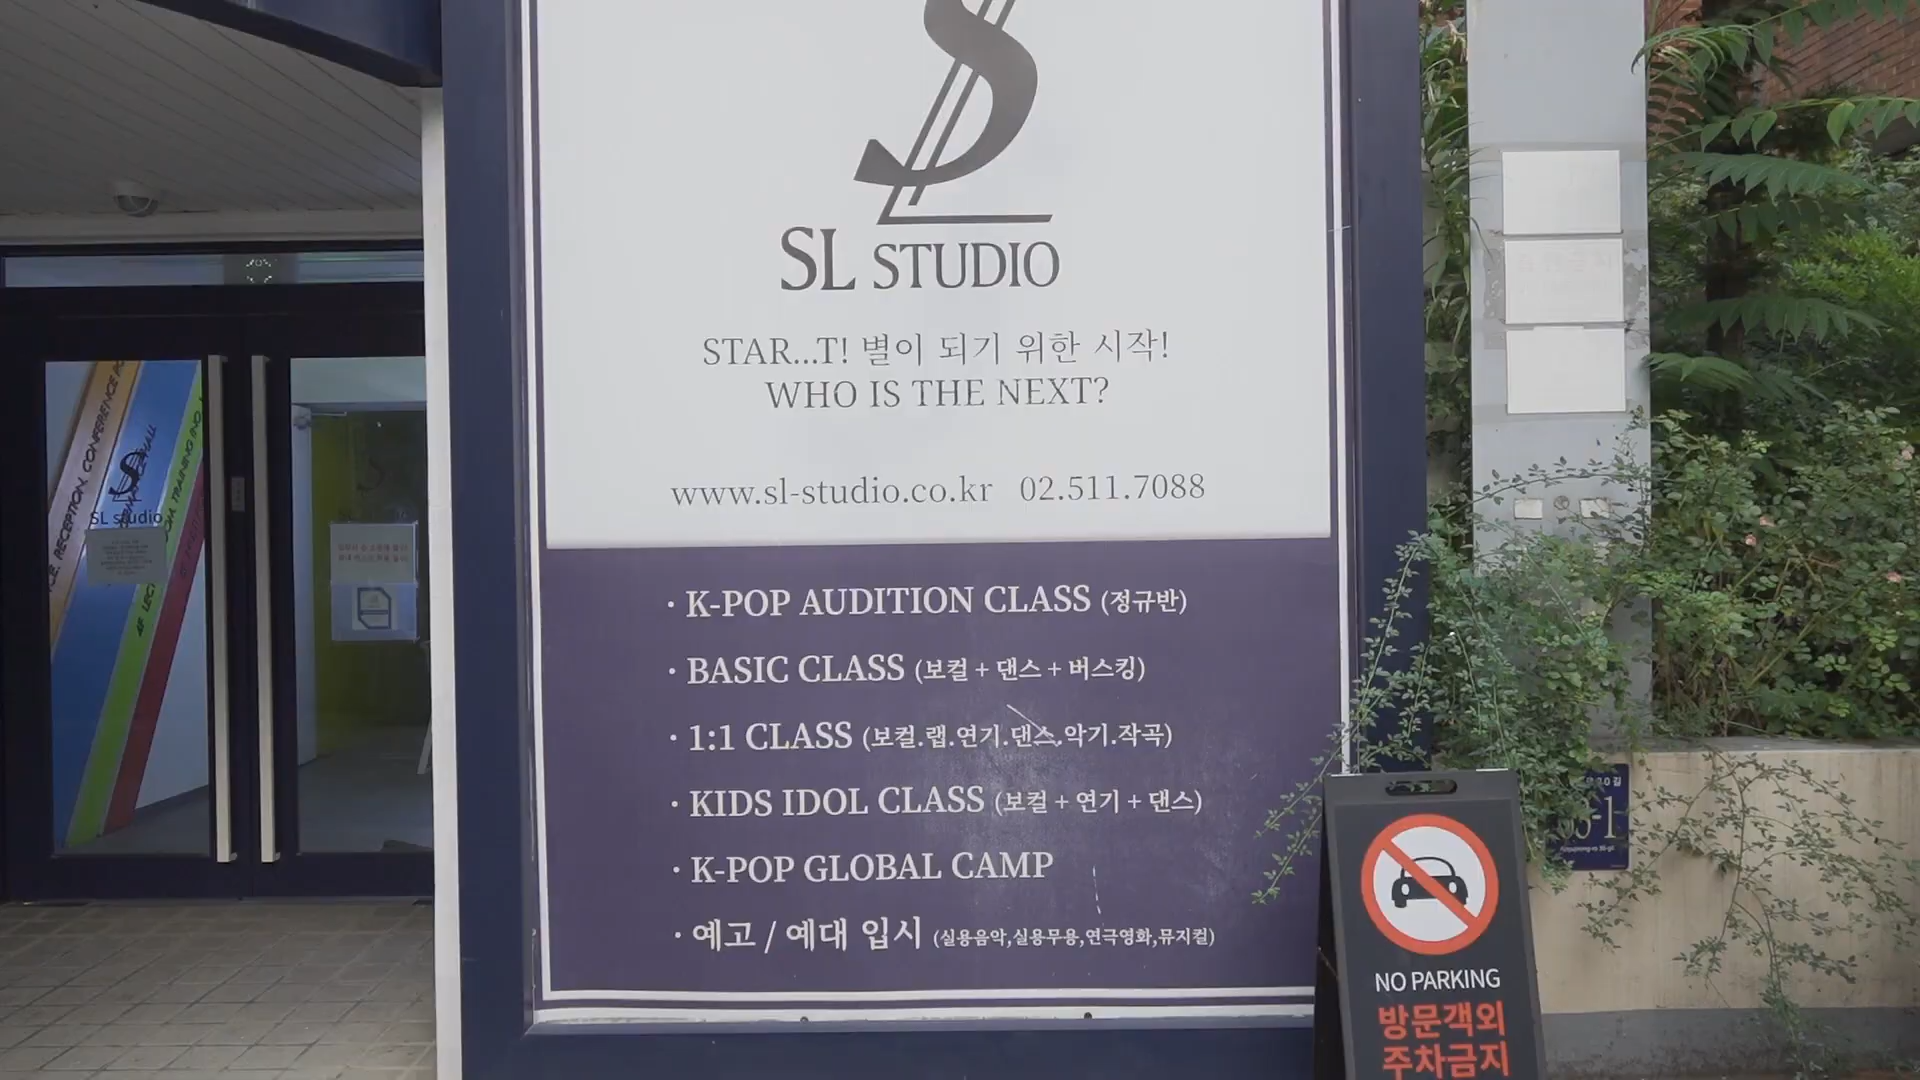 SL STUDIO
STAR...T! 별이 되기 위한 시작!
WHO IS THE NEXT?
www.sl-studio.co.kr 02.511.7088
· K-POP AUDITION CLASS (정규반)
· BASIC CLASS (보컬 + 댄스 + 버스킹)
· 1:1 CLASS (보컬.랩.연기.댄스.악기.작곡)
· KIDS IDOL CLASS (보컬 + 연기 + 댄스)
· K-POP GLOBAL CAMP
· 예고 / 예대 입시 (실용음악,실용무용,연극영화,뮤지컬)
RECEPTION. CONFERENCE
SL studio
TRAINING
NO PARKING
방문객외
주차금지